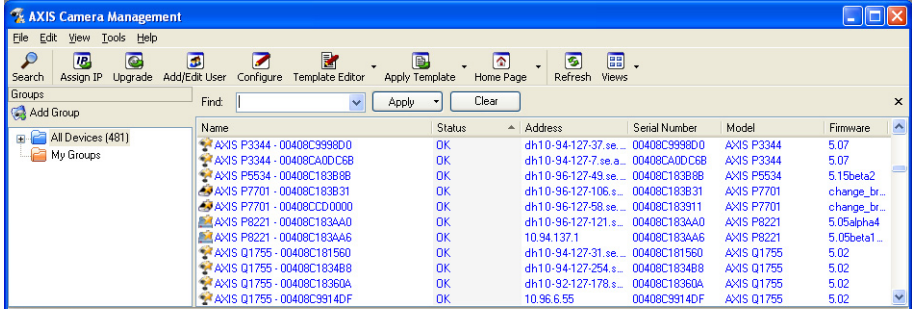 AXIS Camera Management
File Edit View Tools Help
Search Assign IP Upgrade Add/Edit User Configure Template Editor Apply Template Home Page Refresh Views
Groups
Find: Apply Clear
Add Group
Name Status Address Serial Number Model Firmware
All Devices (481)
My Groups
AXIS P3344 - 00408C9998D0 OK dh10-94-127-37.se.... 00408C9998D0 AXIS P3344 5.07
AXIS P3344 - 00408CA0DC6B OK dh10-94-127-7.se.a... 00408CA0DC6B AXIS P3344 5.07
AXIS P5534 - 00408C183B8B OK dh10-96-127-49.se.... 00408C183B8B AXIS P5534 5.15beta2
AXIS P7701 - 00408C183B31 OK dh10-96-127-106.s... 00408C183B31 AXIS P7701 change_br...
AXIS P7701 - 00408CCD0000 OK dh10-96-127-58.se.... 00408C183911 AXIS P7701 change_br...
AXIS P8221 - 00408C183AA0 OK dh10-96-127-121.s... 00408C183AA0 AXIS P8221 5.05alpha4
AXIS P8221 - 00408C183AA6 OK 10.94.137.1 00408C183AA6 AXIS P8221 5.05beta1...
AXIS Q1755 - 00408C181560 OK dh10-94-127-31.se.... 00408C181560 AXIS Q1755 5.02
AXIS Q1755 - 00408C1834B8 OK dh10-94-127-254.s... 00408C1834B8 AXIS Q1755 5.02
AXIS Q1755 - 00408C18360A OK dh10-92-127-178.s... 00408C18360A AXIS Q1755 5.02
AXIS Q1755 - 00408C9914DF OK 10.96.6.55 00408C9914DF AXIS Q1755 5.02